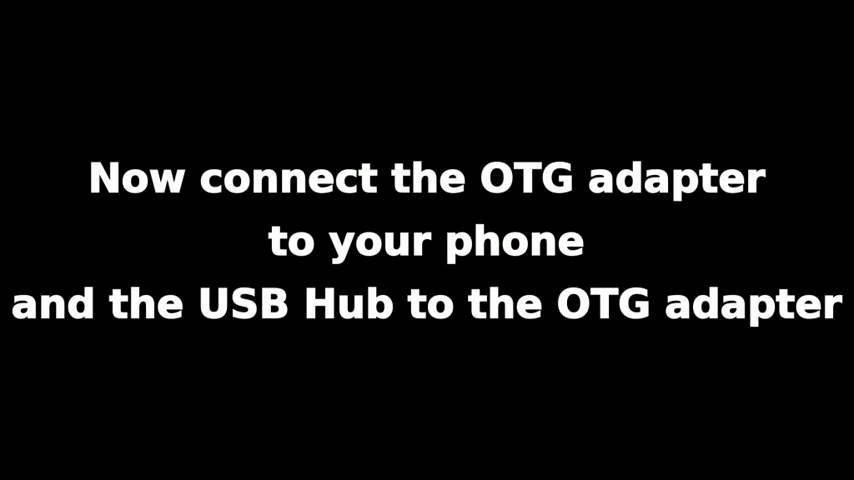 Now connect the OTG adapter
to your phone
and the USB Hub to the OTG adapter